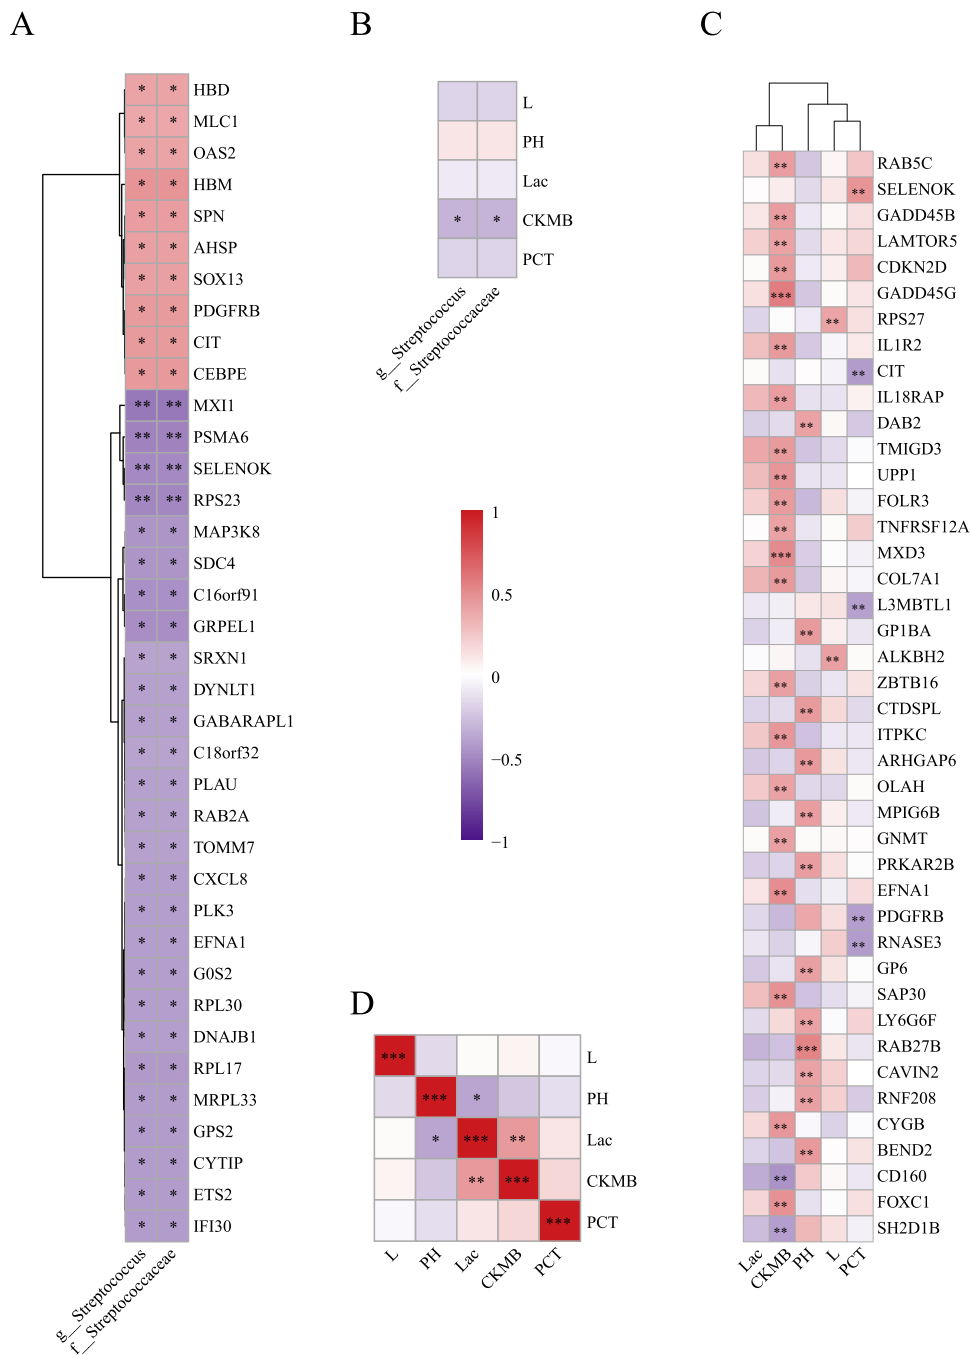 A
B
C
HBD
MLC1
OAS2
HBM
SPN
AHSP
SOX13
PDGFRB
CIT
CEBPE
MXI1
PSMA6
SELENOK
RPS23
MAP3K8
SDC4
C16orf91
GRPEL1
SRXN1
DYNLT1
GABARAPL1
C18orf32
PLAU
RAB2A
TOMM7
CXCL8
PLK3
EFNA1
G0S2
RPL30
DNAJB1
RPL17
MRPL33
GPS2
CYTIP
ETS2
IFI30
g__Streptococcus
f__Streptococcaceae
L
PH
Lac
CKMB
PCT
g__Streptococcus
f__Streptococcaceae
1
0.5
0
−0.5
−1
RAB5C
SELENOK
GADD45B
LAMTOR5
CDKN2D
GADD45G
RPS27
IL1R2
CIT
IL18RAP
DAB2
TMIGD3
UPP1
FOLR3
TNFRSF12A
MXD3
COL7A1
L3MBTL1
GP1BA
ALKBH2
ZBTB16
CTDSPL
ITPKC
ARHGAP6
OLAH
MPIG6B
GNMT
PRKAR2B
EFNA1
PDGFRB
RNASE3
GP6
SAP30
LY6G6F
RAB27B
CAVIN2
RNF208
CYGB
BEND2
CD160
FOXC1
SH2D1B
Lac
CKMB
PH
L
PCT
D
L
PH
Lac
CKMB
PCT
L
PH
Lac
CKMB
PCT